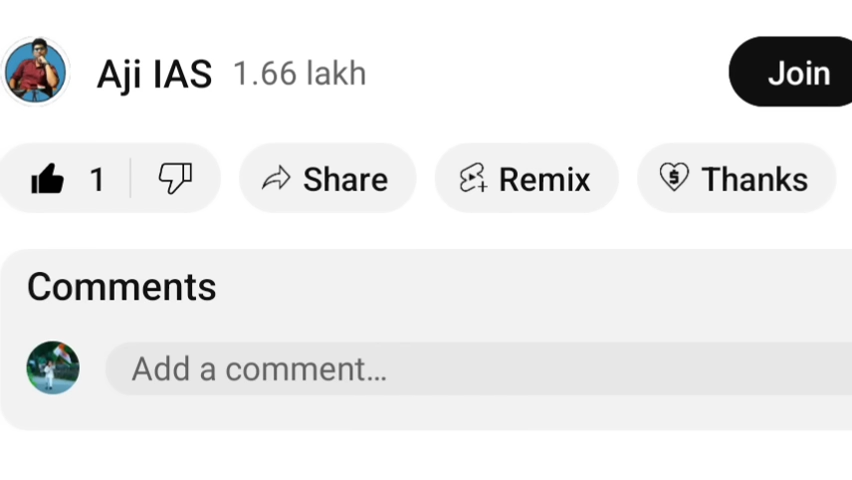 Aji IAS 1.66 lakh Join
1 Share Remix Thanks
Comments
Add a comment...